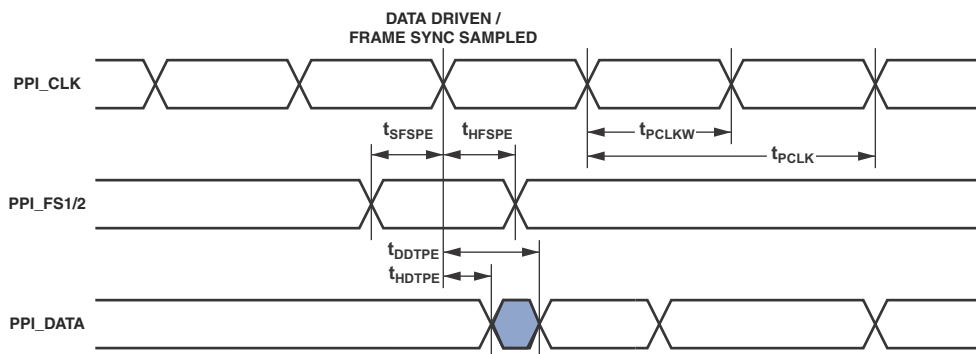 DATA DRIVEN /
FRAME SYNC SAMPLED
PPI_CLK
tSFSPE
tHFSPE
tPCLKW
tPCLK
PPI_FS1/2
tDDTPE
tHDTPE
PPI_DATA